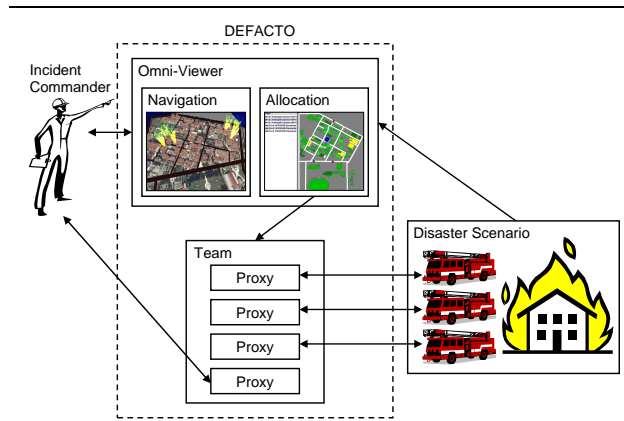 DEFACTO
Incident
Commander
Omni-Viewer
Navigation
Allocation
Disaster Scenario
Team
Proxy
Proxy
Proxy
Proxy